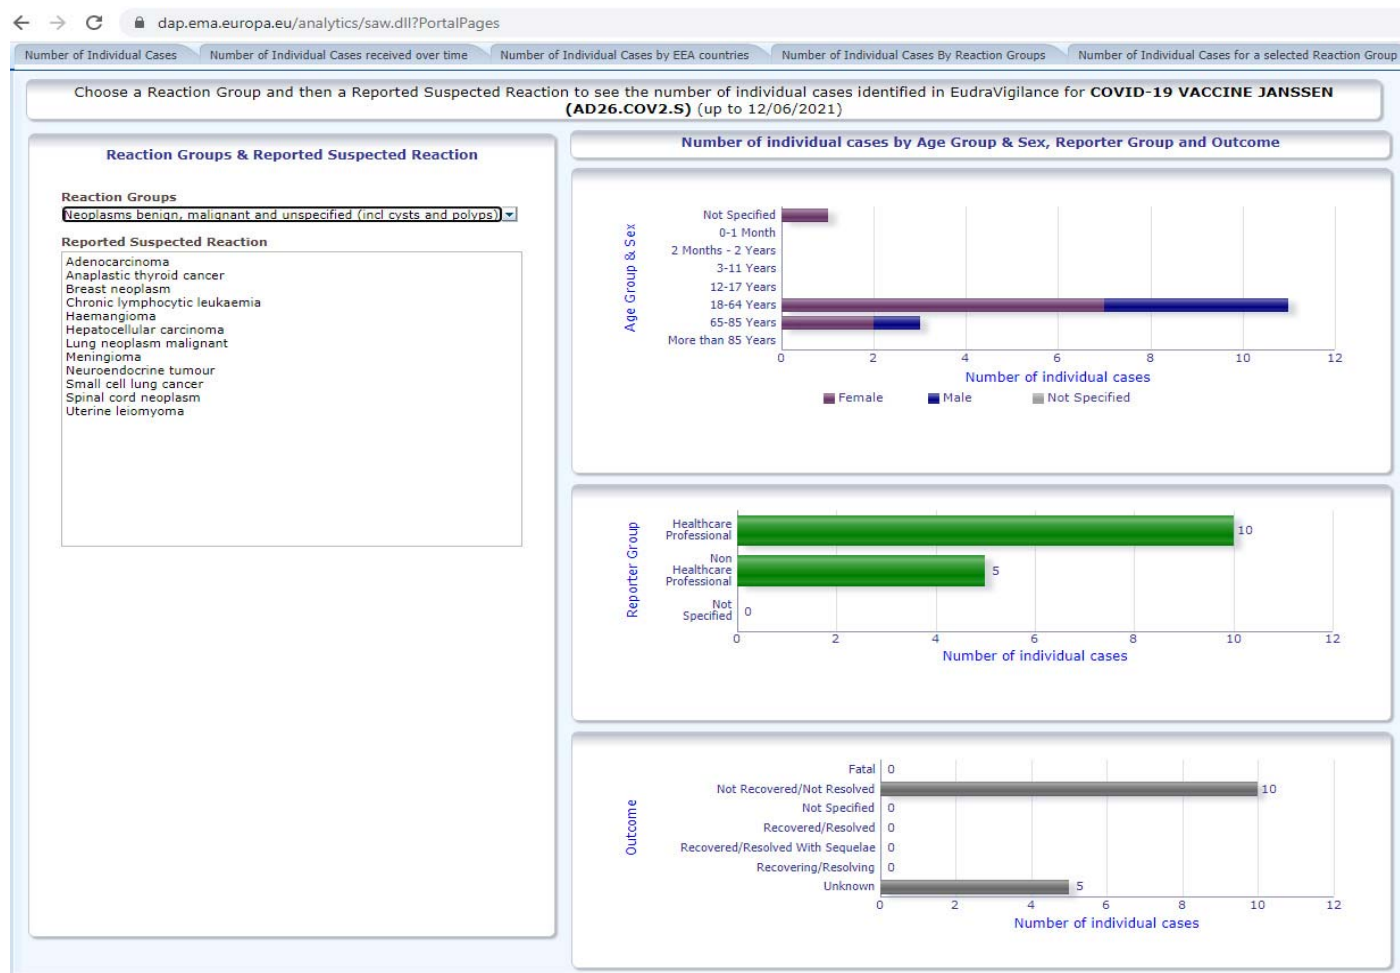 dap.ema.europa.eu/analytics/saw.dll?PortalPages
Number of Individual Cases
Number of Individual Cases received over time
Number of Individual Cases by EEA countries
Number of Individual Cases By Reaction Groups
Number of Individual Cases for a selected Reaction Group
Choose a Reaction Group and then a Reported Suspected Reaction to see the number of individual cases identified in EudraVigilance for COVID-19 VACCINE JANSSEN
(AD26.COV2.S) (up to 12/06/2021)
Reaction Groups & Reported Suspected Reaction
Reaction Groups
Neoplasms benign, malignant and unspecified (incl cysts and polyps)
Reported Suspected Reaction
Adenocarcinoma
Anaplastic thyroid cancer
Breast neoplasm
Chronic lymphocytic leukaemia
Haemangioma
Hepatocellular carcinoma
Lung neoplasm malignant
Meningioma
Neuroendocrine tumour
Small cell lung cancer
Spinal cord neoplasm
Uterine leiomyoma
Number of individual cases by Age Group & Sex, Reporter Group and Outcome
Age Group & Sex
Not Specified
0-1 Month
2 Months - 2 Years
3-11 Years
12-17 Years
18-64 Years
65-85 Years
More than 85 Years
0 2 4 6 8 10 12
Number of individual cases
Female Male Not Specified
Reporter Group
Healthcare
Professional
10
Non
Healthcare
Professional
5
Not
Specified
0
0 2 4 6 8 10 12
Number of individual cases
Outcome
Fatal 0
Not Recovered/Not Resolved 10
Not Specified 0
Recovered/Resolved 0
Recovered/Resolved With Sequelae 0
Recovering/Resolving 0
Unknown 5
0 2 4 6 8 10 12
Number of individual cases